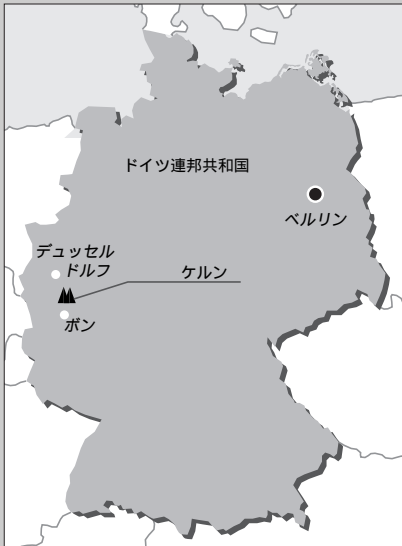 ドイツ連邦共和国
ベルリン
デュッセル
ドルフ
ケルン
ボン